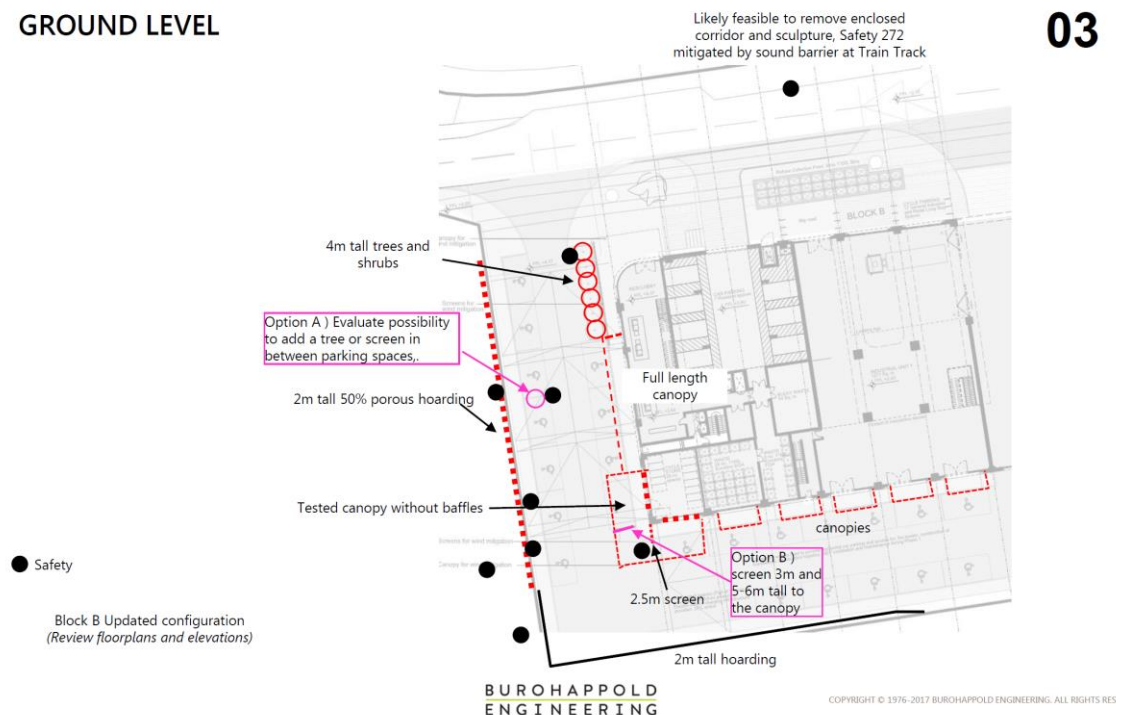 GROUND LEVEL
Likely feasible to remove enclosed
corridor and sculpture, Safety 272
mitigated by sound barrier at Train Track
03
4m tall trees and
shrubs
Option A ) Evaluate possibility
to add a tree or screen in
between parking spaces,.
2m tall 50% porous hoarding
Full length
canopy
BLOCK B
Tested canopy without baffles
canopies
Option B )
screen 3m and
5-6m tall to
the canopy
2.5m screen
Safety
Block B Updated configuration
(Review floorplans and elevations)
2m tall hoarding
BUROHAPPOLD
ENGINEERING
COPYRIGHT © 1976-2017 BUROHAPPOLD ENGINEERING. ALL RIGHTS RES